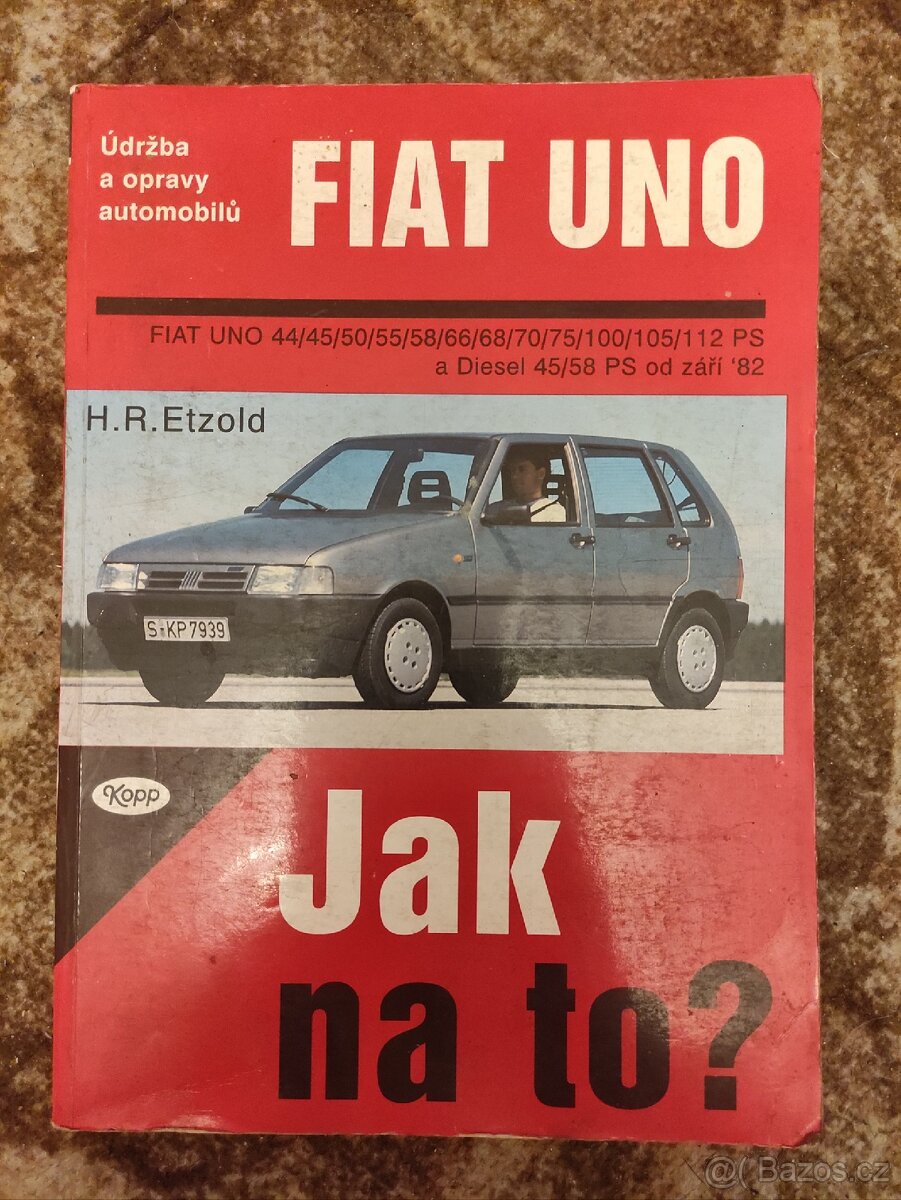 Údržba
a opravy
automobilů
FIAT UNO
FIAT UNO 44/45/50/55/58/66/68/70/75/100/105/112 PS
a Diesel 45/58 PS od září '82
H.R.Etzold
S-KP7939
Kopp
Jak
na to?
@( Bazos.cz